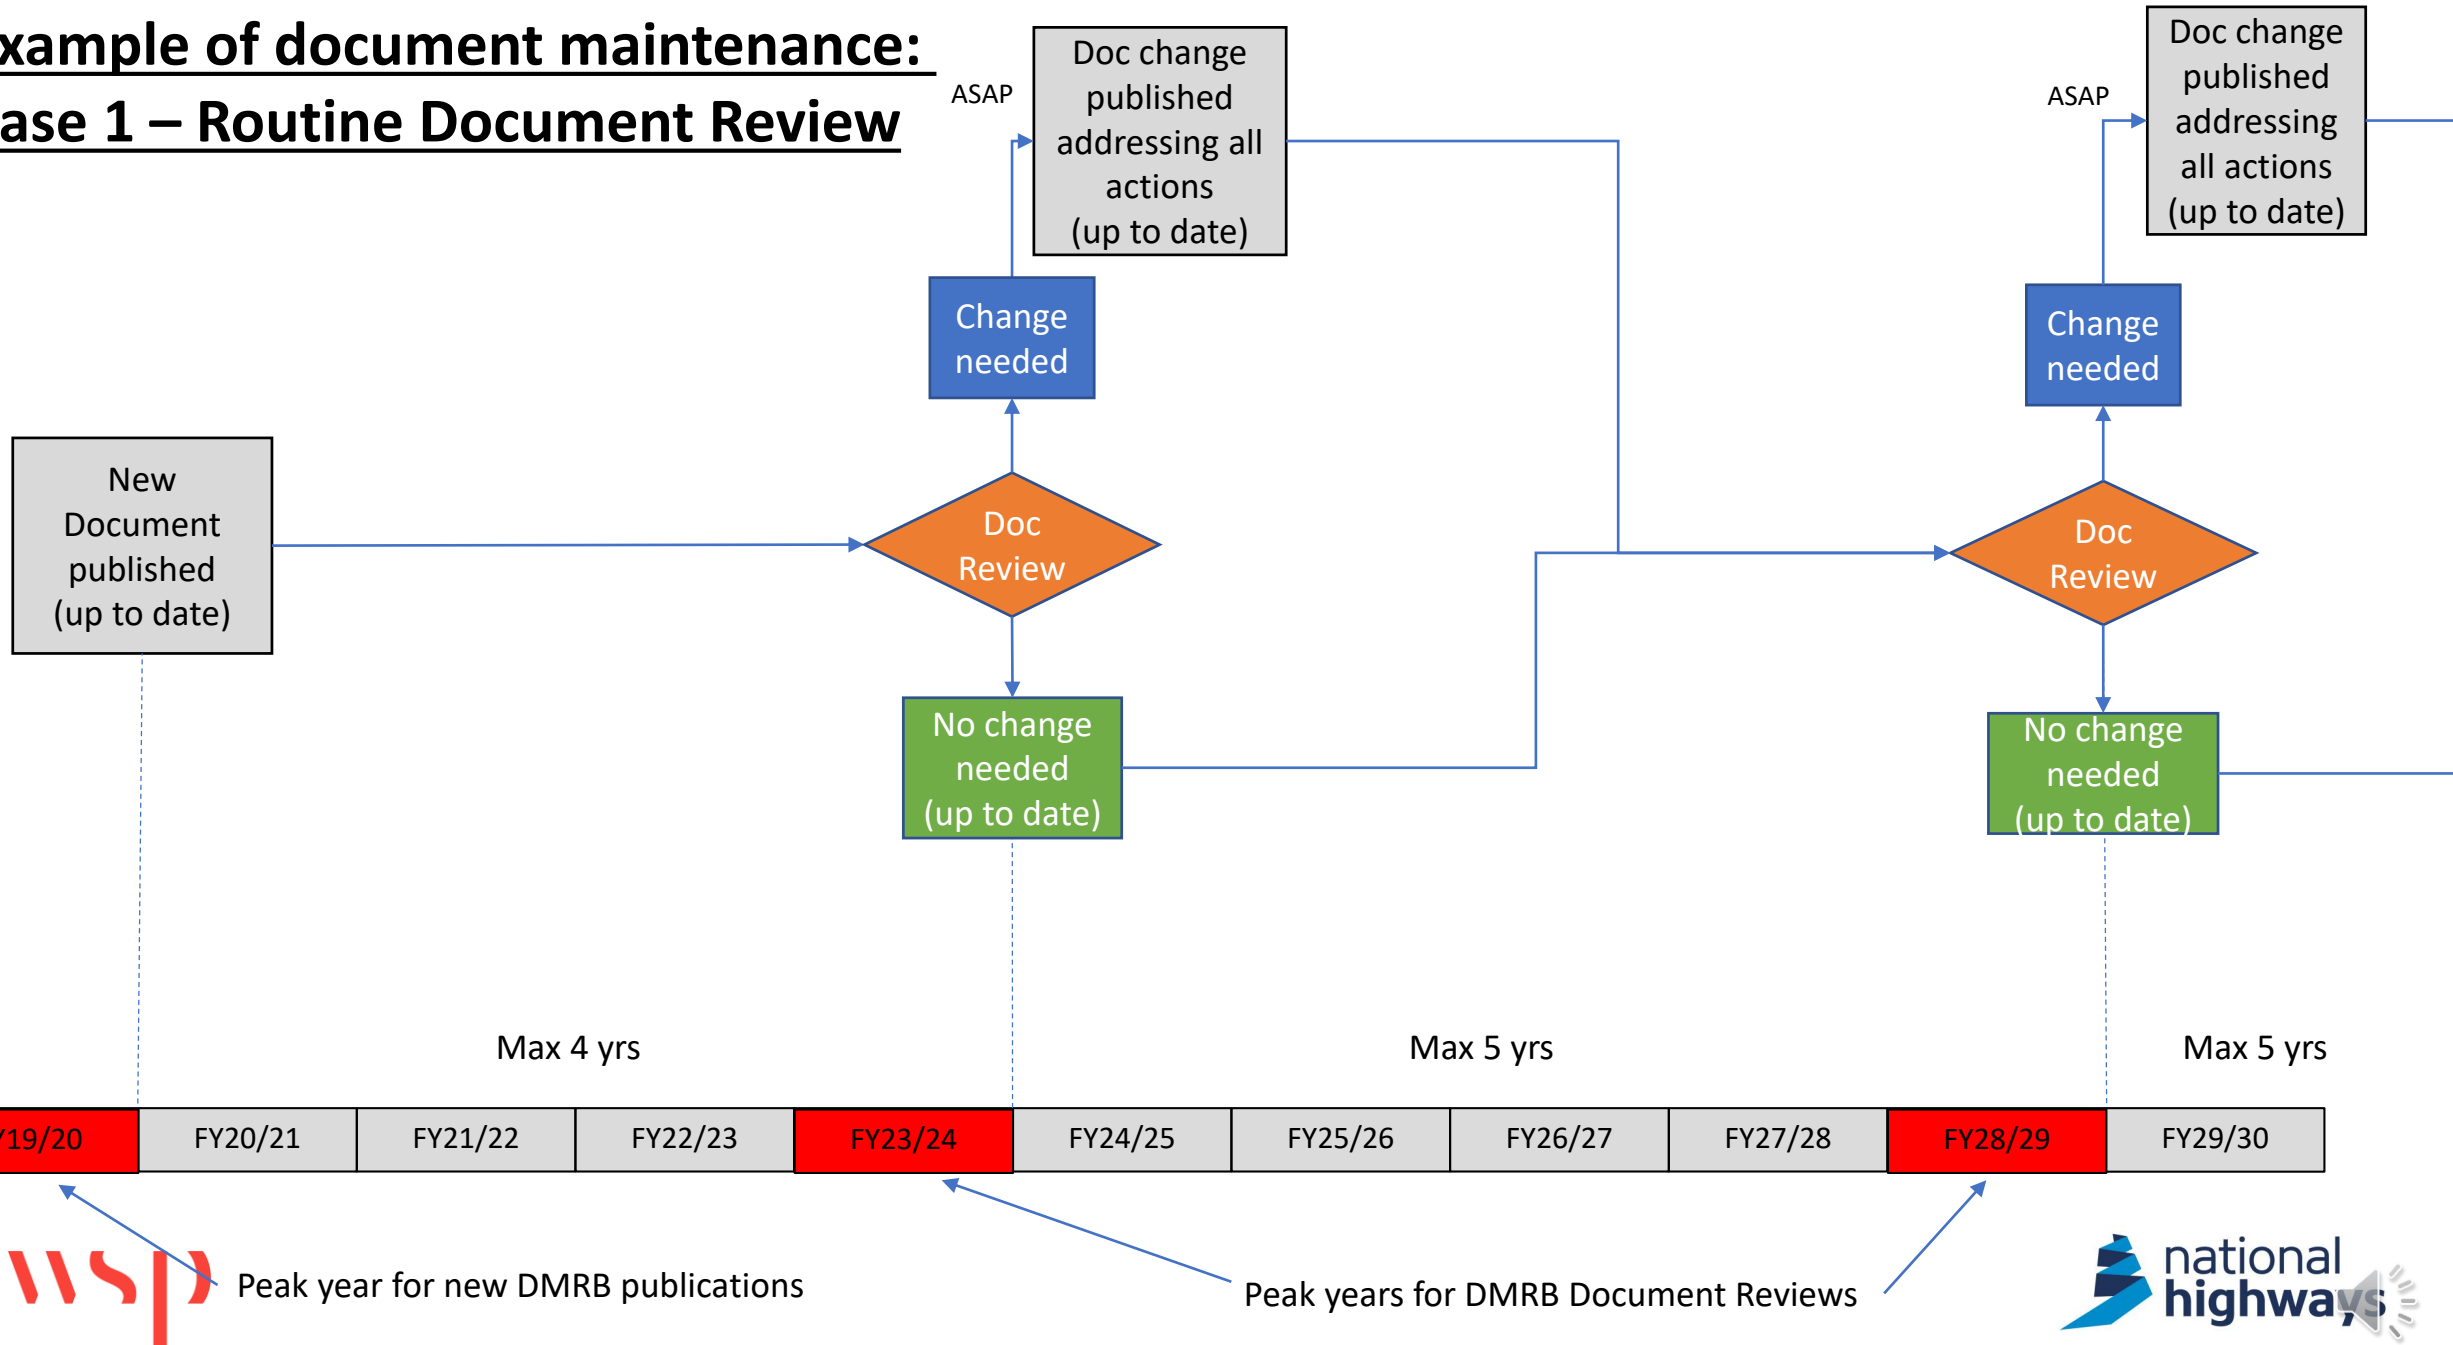 xample of document maintenance:
ase 1 – Routine Document Review
ASAP
Doc change
published
addressing all
actions
(up to date)
ASAP
Doc change
published
addressing
all actions
(up to date)
Change
needed
Change
needed
New
Document
published
(up to date)
Doc
Review
Doc
Review
No change
needed
(up to date)
No change
needed
(up to date)
Max 4 yrs
Max 5 yrs
Max 5 yrs
Y19/20
FY20/21
FY21/22
FY22/23
FY23/24
FY24/25
FY25/26
FY26/27
FY27/28
FY28/29
FY29/30
wsp
Peak year for new DMRB publications
Peak years for DMRB Document Reviews
national
highways